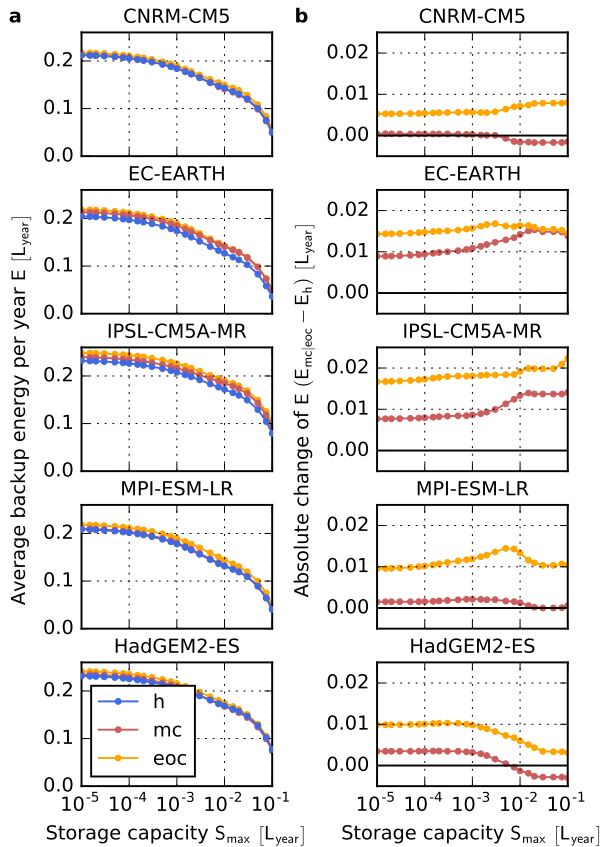 a
b
CNRM-CM5
0.2
0.1
0.0
EC-EARTH
0.2
0.1
0.0
IPSL-CM5A-MR
0.2
0.1
0.0
MPI-ESM-LR
0.2
0.1
0.0
HadGEM2-ES
0.2
0.1
0.0
h
mc
eoc
10⁻⁵ 10⁻⁴ 10⁻³ 10⁻² 10⁻¹
Storage capacity Sₘₐₓ [L_year]
Average backup energy per year E [L_year]
CNRM-CM5
0.02
0.01
0.00
EC-EARTH
0.02
0.01
0.00
IPSL-CM5A-MR
0.02
0.01
0.00
MPI-ESM-LR
0.02
0.01
0.00
HadGEM2-ES
0.02
0.01
0.00
10⁻⁵ 10⁻⁴ 10⁻³ 10⁻² 10⁻¹
Storage capacity Sₘₐₓ [L_year]
Absolute change of E (E_mc|eoc − E_h) [L_year]